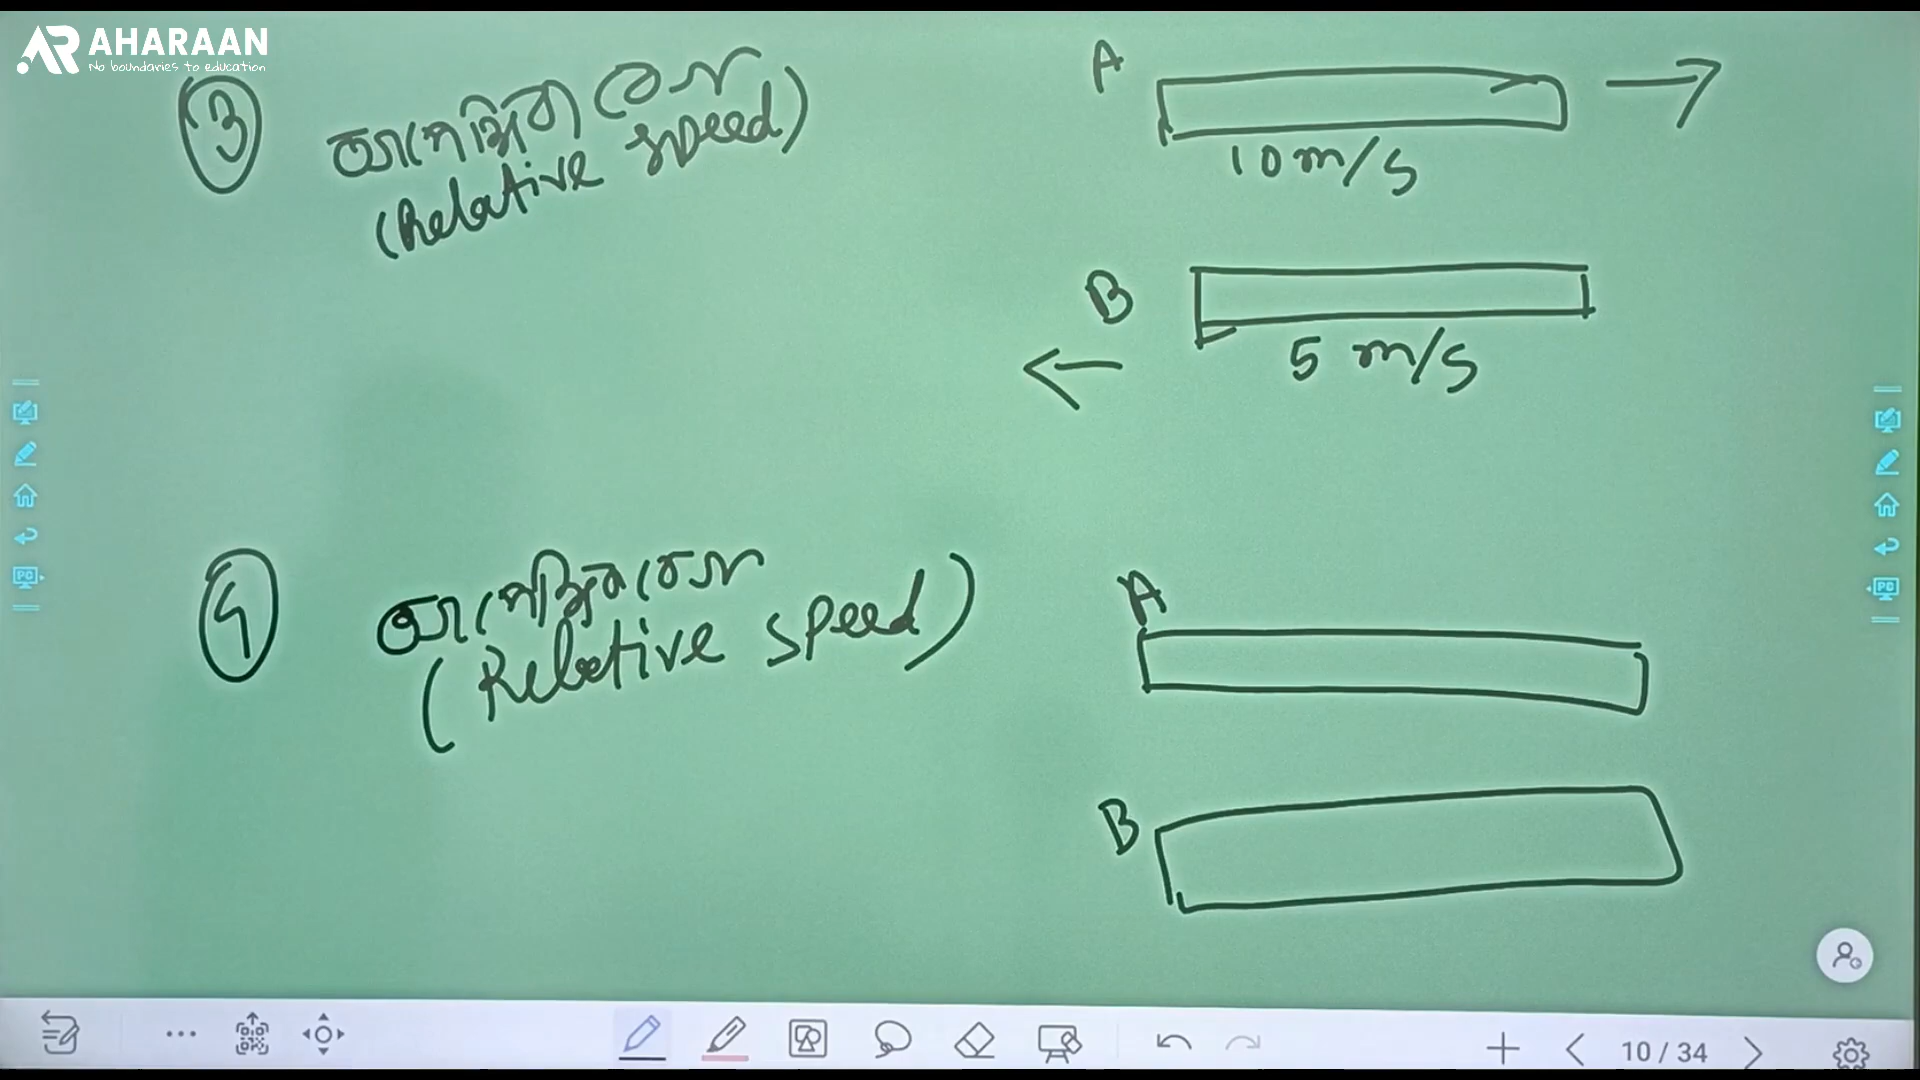 AHARAAN
No boundaries to education
3
আপেক্ষিক বেগ
(Relative speed)
A
10 m/s
B
5 m/s
4
আপেক্ষিক বেগ
(Relative speed)
A
B
10 / 34